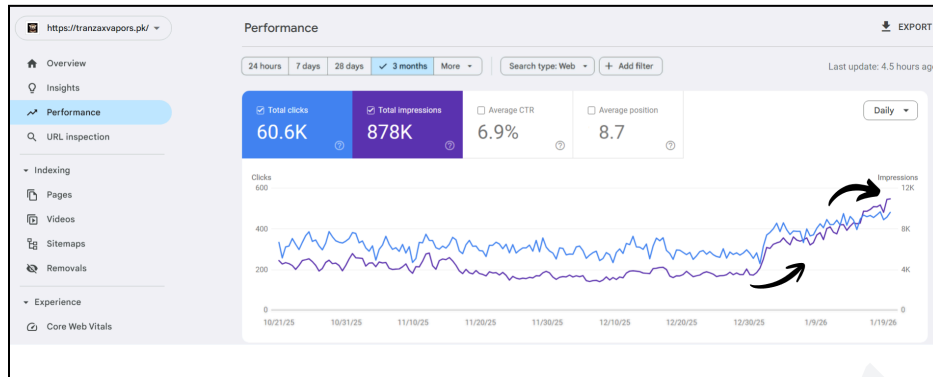 https://tranzaxvapors.pk/
Performance
EXPORT
Overview
Insights
Performance
URL inspection
Indexing
Pages
Videos
Sitemaps
Removals
Experience
Core Web Vitals
24 hours 7 days 28 days 3 months More Search type: Web + Add filter
Last update: 4.5 hours ago
Total clicks Total impressions Average CTR Average position Daily
60.6K 878K 6.9% 8.7
Clicks Impressions
600 12K
400 8K
200 4K
0 0
10/21/25 10/31/25 11/10/25 11/20/25 11/30/25 12/10/25 12/20/25 12/30/25 1/9/26 1/19/26